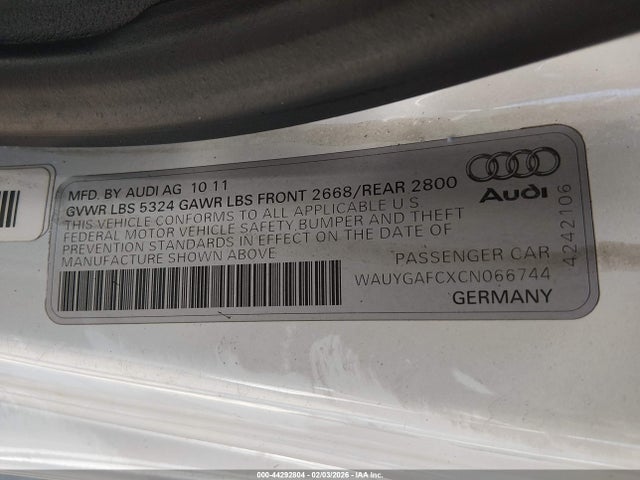 MFD. BY AUDI AG 10 11
GVWR LBS 5324 GAWR LBS FRONT 2668/REAR 2800
THIS VEHICLE CONFORMS TO ALL APPLICABLE U S
FEDERAL MOTOR VEHICLE SAFETY, BUMPER AND THEFT
PREVENTION STANDARDS IN EFFECT ON THE DATE OF
MANUFACTURE SHOWN ABOVE
Audi
PASSENGER CAR
WAUYGAFCXCN066744
GERMANY
4242106
000-44292804 - 02/03/2026 - IAAI.com